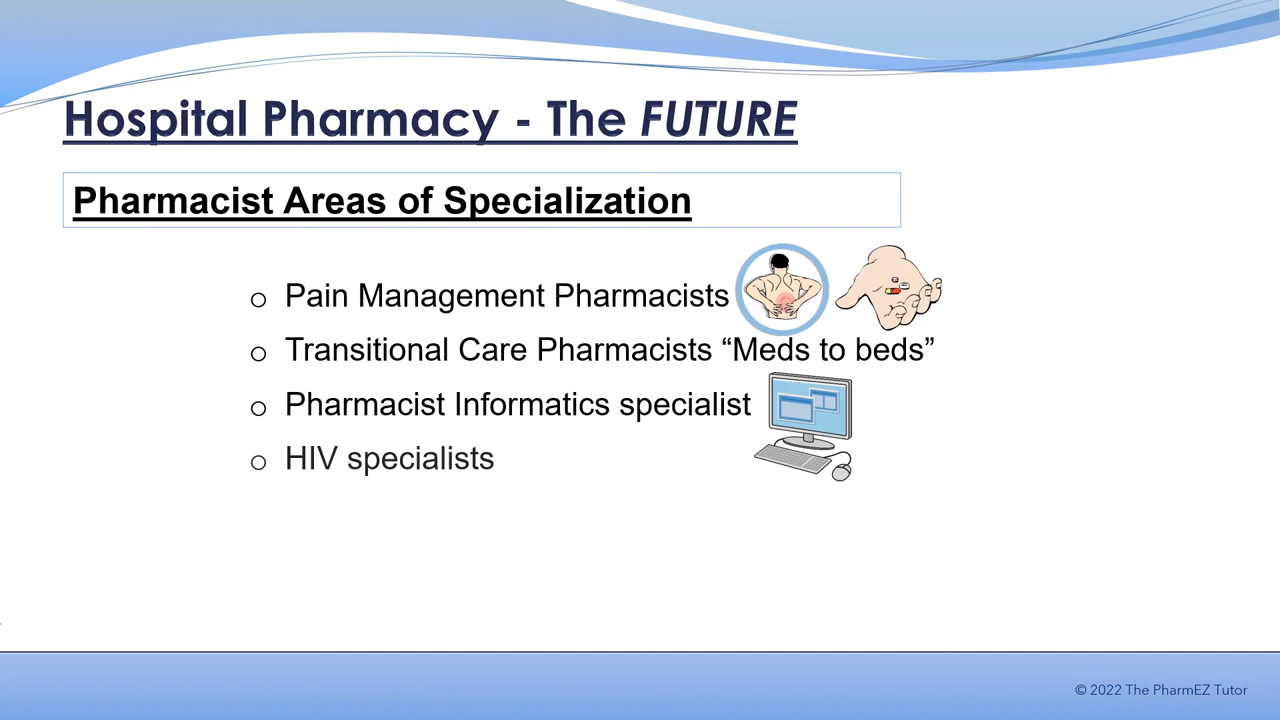 Hospital Pharmacy - The FUTURE
Pharmacist Areas of Specialization
o Pain Management Pharmacists
o Transitional Care Pharmacists “Meds to beds”
o Pharmacist Informatics specialist
o HIV specialists
© 2022 The PharmEZ Tutor